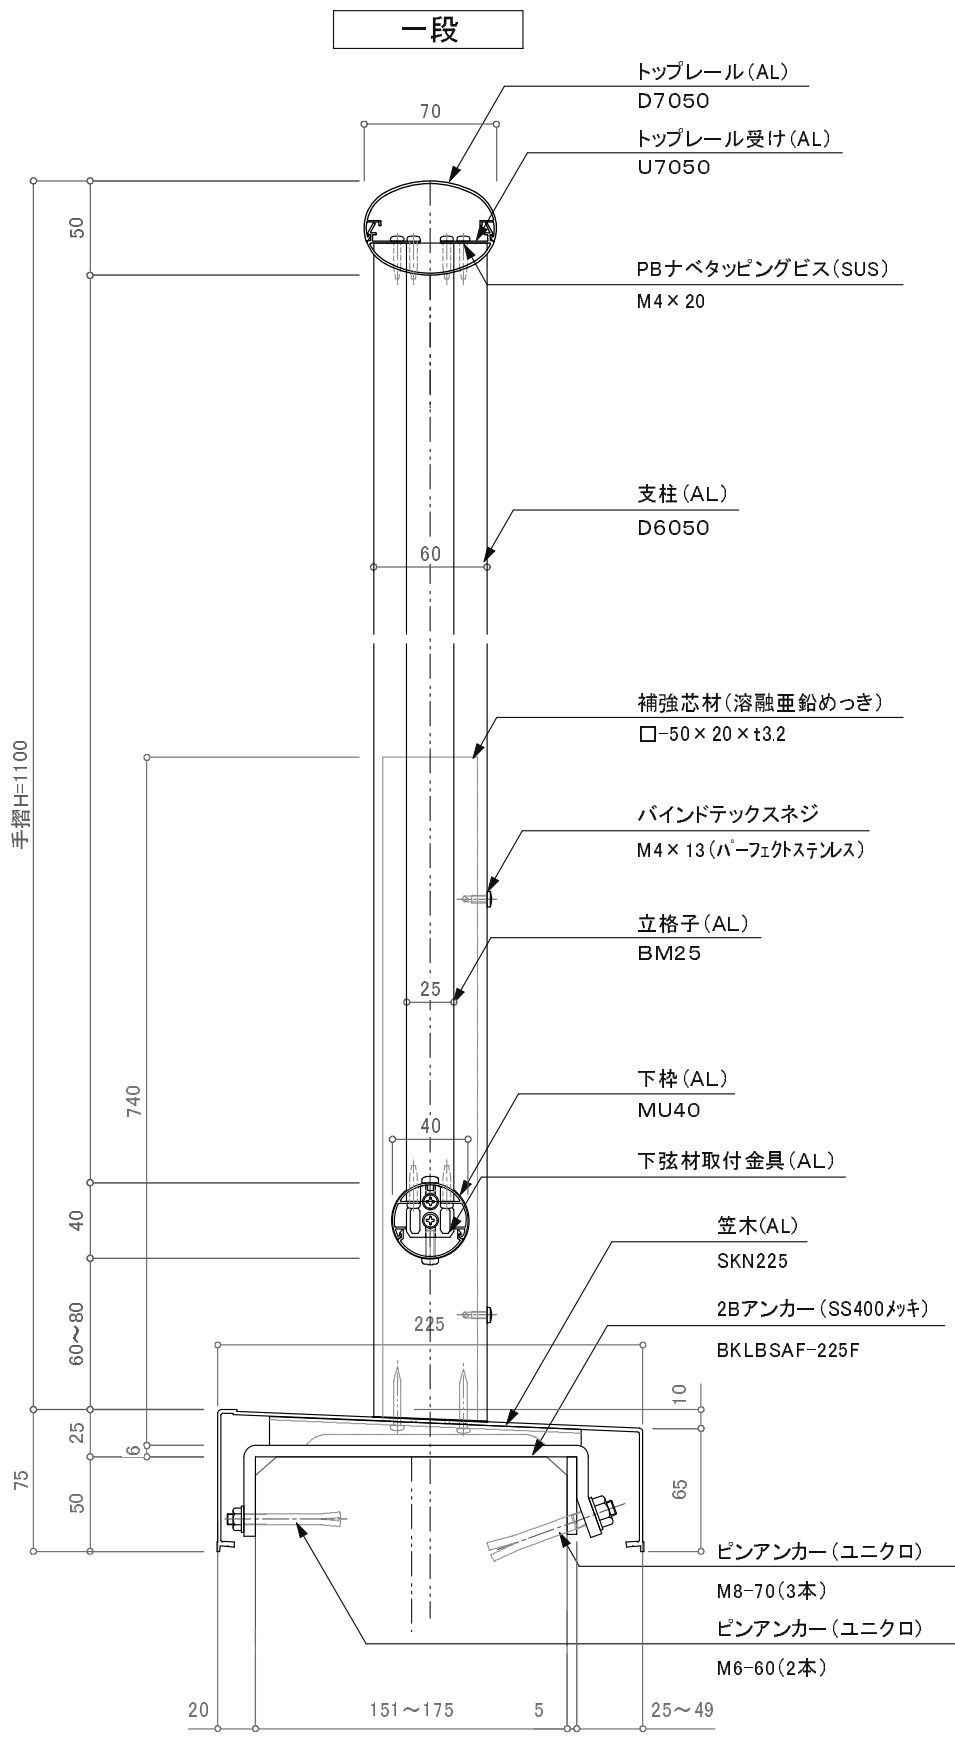 一段
トップレール(AL)
D7050
70
トップレール受け(AL)
U7050
50
PBナベタッピングビス(SUS)
M4×20
支柱(AL)
D6050
60
補強芯材(溶融亜鉛めっき)
□-50×20×t3.2
手摺H=1100
バインドテックスネジ
M4×13(パーフェクトステンレス)
立格子(AL)
BM25
25
740
下枠(AL)
MU40
40
下弦材取付金具(AL)
40
笠木(AL)
SKN225
2Bアンカー(SS400メッキ)
BKLBSAF-225F
60~80
225
10
25
6
75
50
65
ピンアンカー(ユニクロ)
M8-70(3本)
ピンアンカー(ユニクロ)
M6-60(2本)
20
151~175
5
25~49